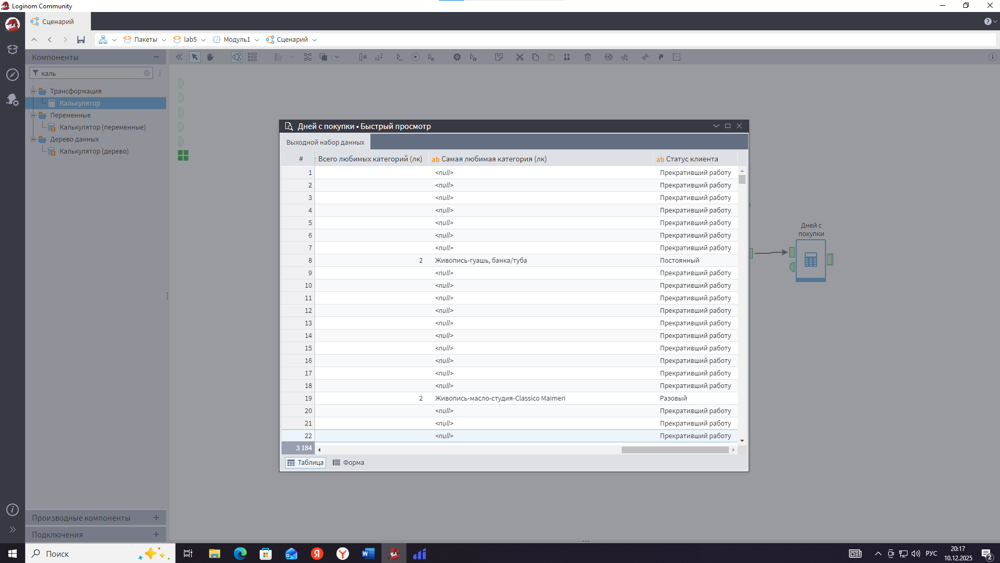 Loginom Community
Сценарий
Пакеты
lab5
Модуль1
Сценарий
Компоненты
каль
Трансформация
Калькулятор
Переменные
Калькулятор (переменные)
Дерево данных
Калькулятор (дерево)
Производные компоненты
Подключения
Дней с покупки • Быстрый просмотр
Выходной набор данных
# Всего любимых категорий (лк) ab Самая любимая категория (лк) ab Статус клиента
1 <null> Прекративший работу
2 <null> Прекративший работу
3 <null> Прекративший работу
4 <null> Прекративший работу
5 <null> Прекративший работу
6 <null> Прекративший работу
7 <null> Прекративший работу
8 2 Живопись-гуашь, банка/туба Постоянный
9 <null> Прекративший работу
10 <null> Прекративший работу
11 <null> Прекративший работу
12 <null> Прекративший работу
13 <null> Прекративший работу
14 <null> Прекративший работу
15 <null> Прекративший работу
16 <null> Прекративший работу
17 <null> Прекративший работу
18 <null> Прекративший работу
19 2 Живопись-масло-студия-Classico Maimeri Разовый
20 <null> Прекративший работу
21 <null> Прекративший работу
22 <null> Прекративший работу
3 184
Таблица Форма
Дней с
покупки
Поиск
РУС
20:17
10.12.2025
2